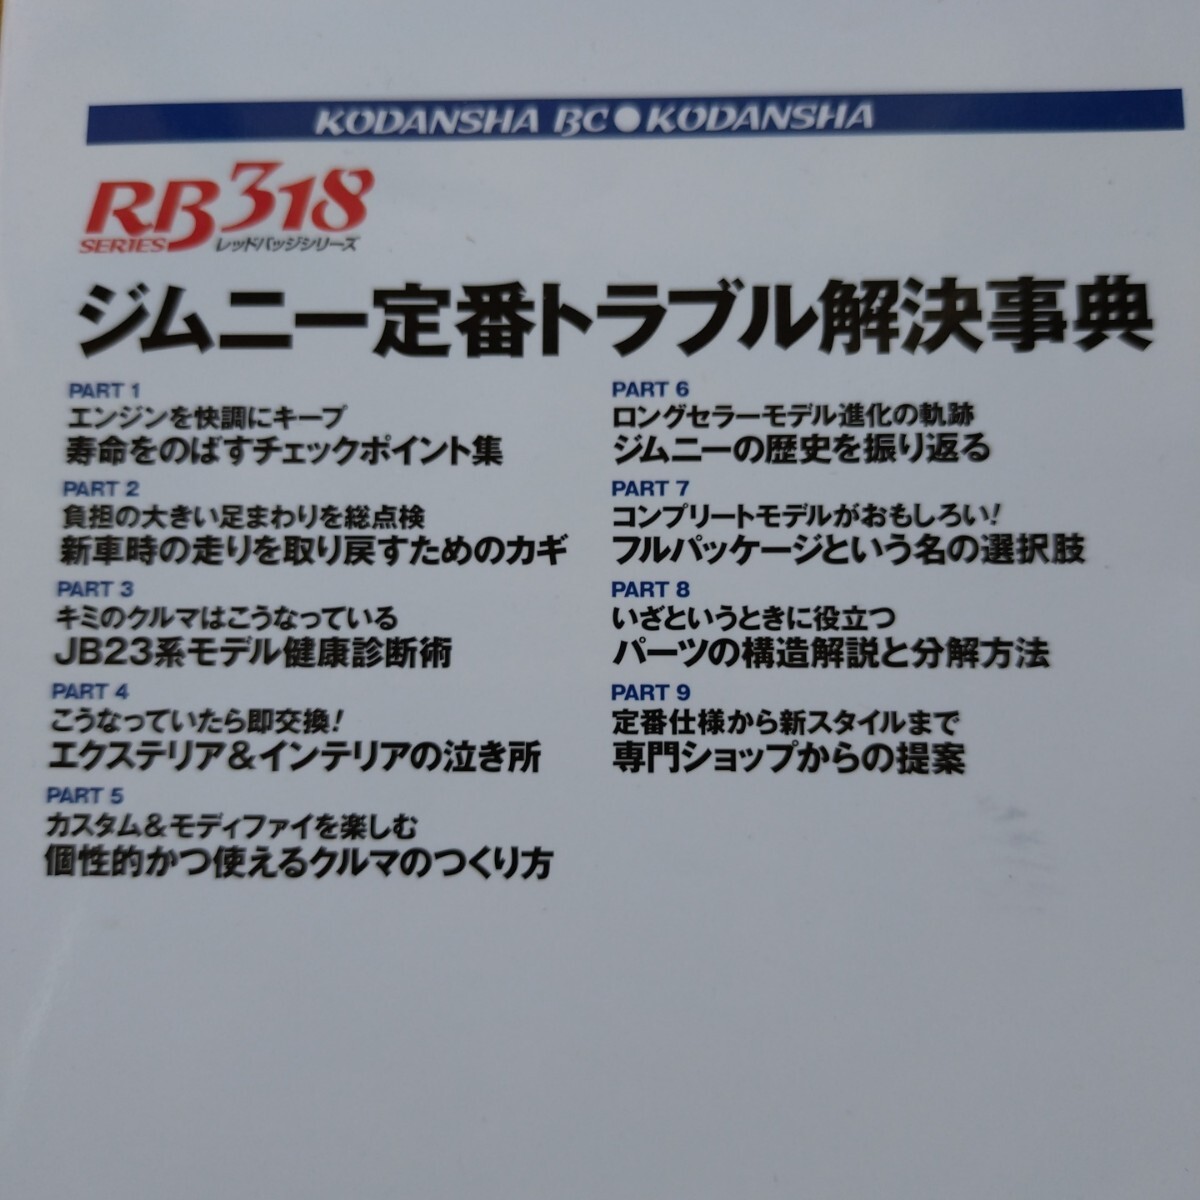 KODANSHA BC●KODANSHA
RB318
SERIES レッドバッジシリーズ
ジムニー定番トラブル解決事典
PART 1
エンジンを快調にキープ
寿命をのばすチェックポイント集
PART 2
負担の大きい足まわりを総点検
新車時の走りを取り戻すためのカギ
PART 3
キミのクルマはこうなっている
JB23系モデル健康診断術
PART 4
こうなっていたら即交換!
エクステリア&インテリアの泣き所
PART 5
カスタム&モディファイを楽しむ
個性的かつ使えるクルマのつくり方
PART 6
ロングセラーモデル進化の軌跡
ジムニーの歴史を振り返る
PART 7
コンプリートモデルがおもしろい!
フルパッケージという名の選択肢
PART 8
いざというときに役立つ
パーツの構造解説と分解方法
PART 9
定番仕様から新スタイルまで
専門ショップからの提案